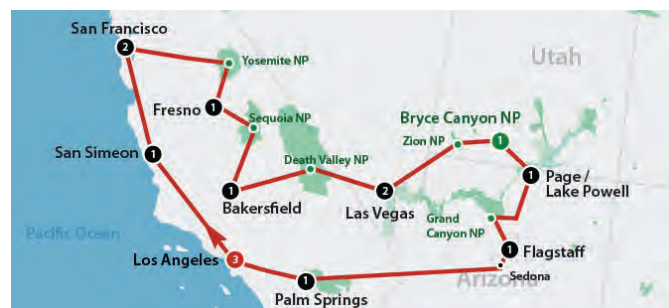 San Francisco
2
Yosemite NP
Utah
Fresno
1
Sequoia NP
Bryce Canyon NP
Zion NP
1
San Simeon
1
Death Valley NP
1
Page /
Lake Powell
1
Bakersfield
2
Las Vegas
Grand
Canyon NP
Pacific Ocean
Los Angeles
3
1
Flagstaff
Sedona
Arizona
1
Palm Springs